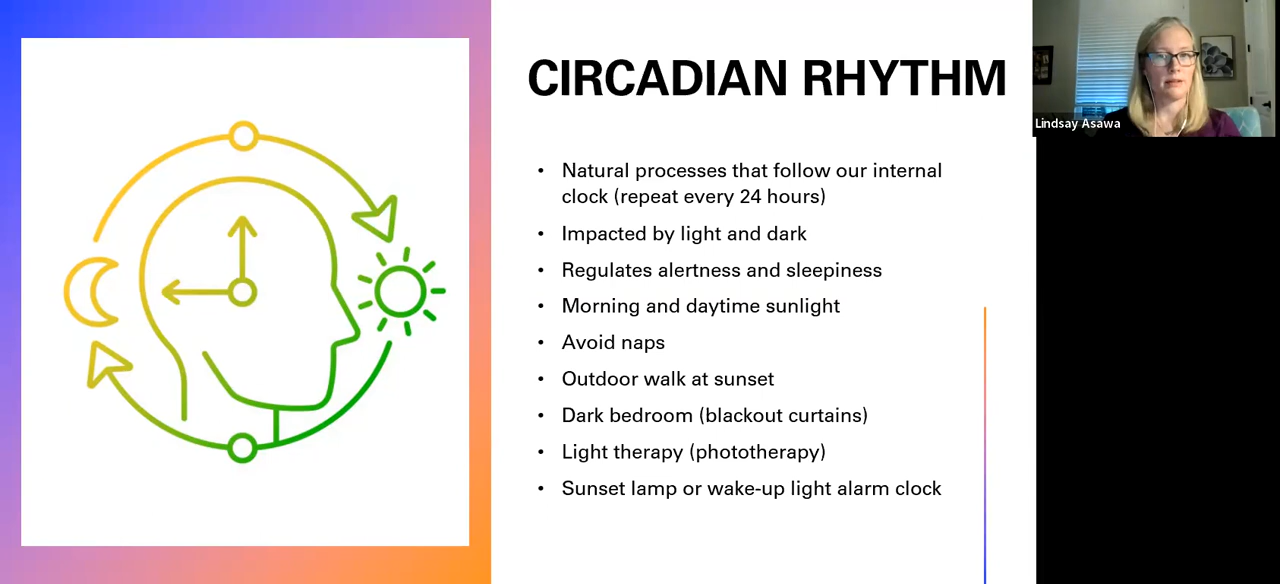 CIRCADIAN RHYTHM
Lindsay Asawa
• Natural processes that follow our internal
clock (repeat every 24 hours)
• Impacted by light and dark
• Regulates alertness and sleepiness
• Morning and daytime sunlight
• Avoid naps
• Outdoor walk at sunset
• Dark bedroom (blackout curtains)
• Light therapy (phototherapy)
• Sunset lamp or wake-up light alarm clock